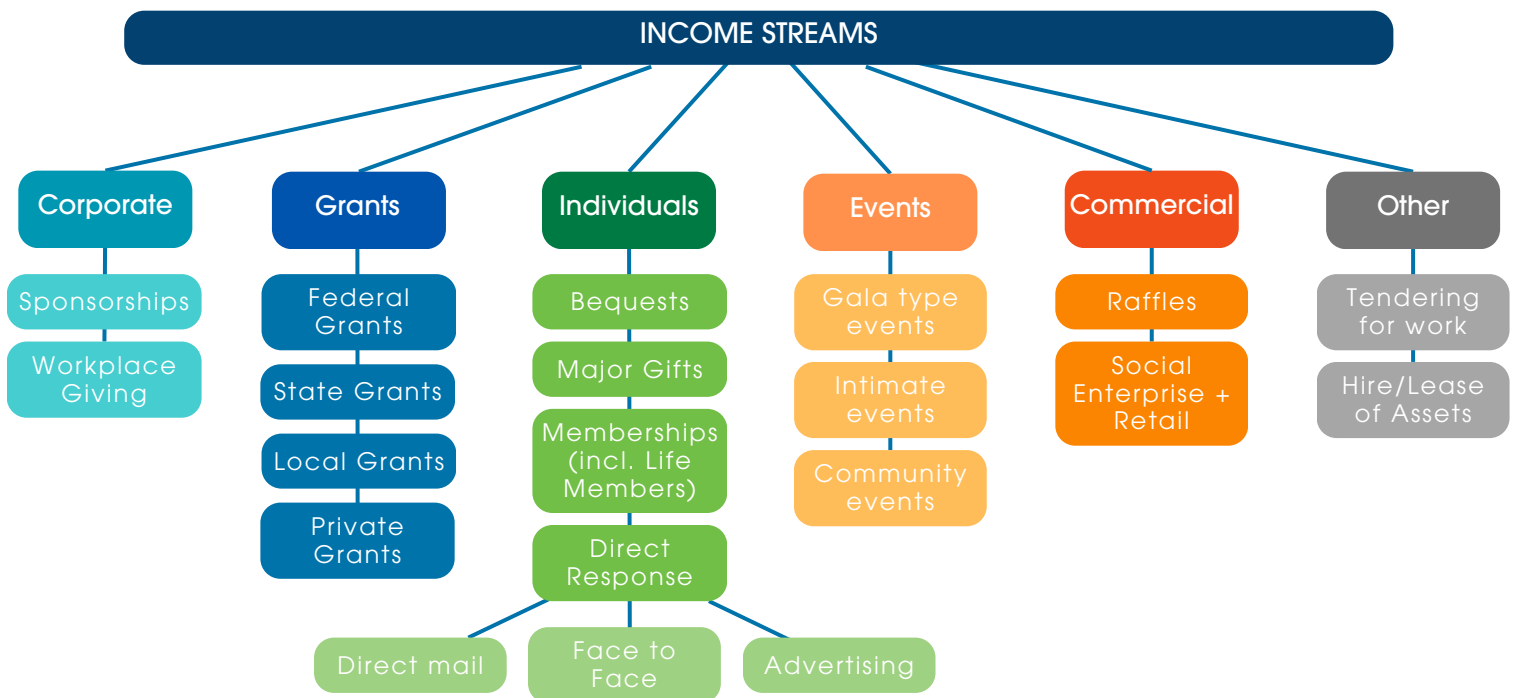 INCOME STREAMS
Corporate
Sponsorships
Workplace
Giving
Grants
Federal
Grants
State Grants
Local Grants
Private
Grants
Individuals
Bequests
Major Gifts
Memberships
(incl. Life
Members)
Direct
Response
Direct mail
Face to
Face
Advertising
Events
Gala type
events
Intimate
events
Community
events
Commercial
Raffles
Social
Enterprise +
Retail
Other
Tendering
for work
Hire/Lease
of Assets